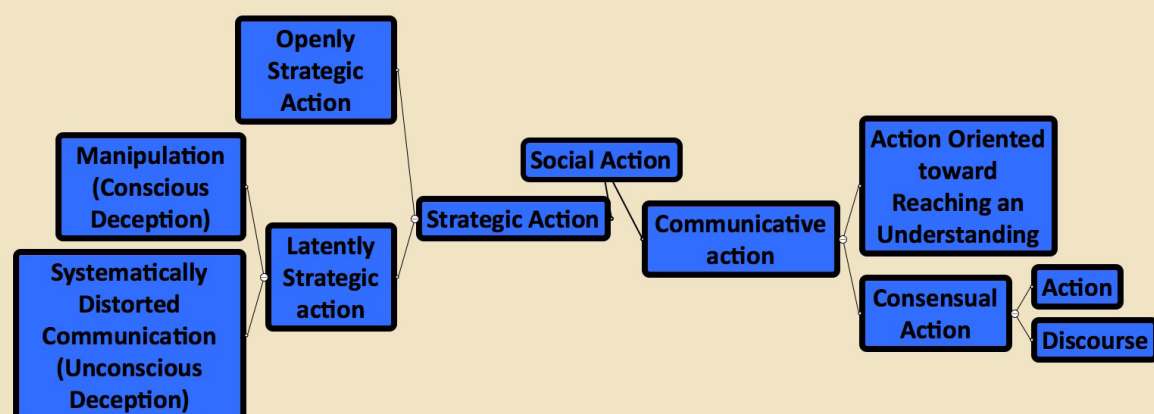 Openly
Strategic
Action
Manipulation
(Conscious
Deception)
Systematically
Distorted
Communication
(Unconscious
Deception)
Latently
Strategic
action
Strategic Action
Social Action
Communicative
action
Action Oriented
toward
Reaching an
Understanding
Consensual
Action
Action
Discourse